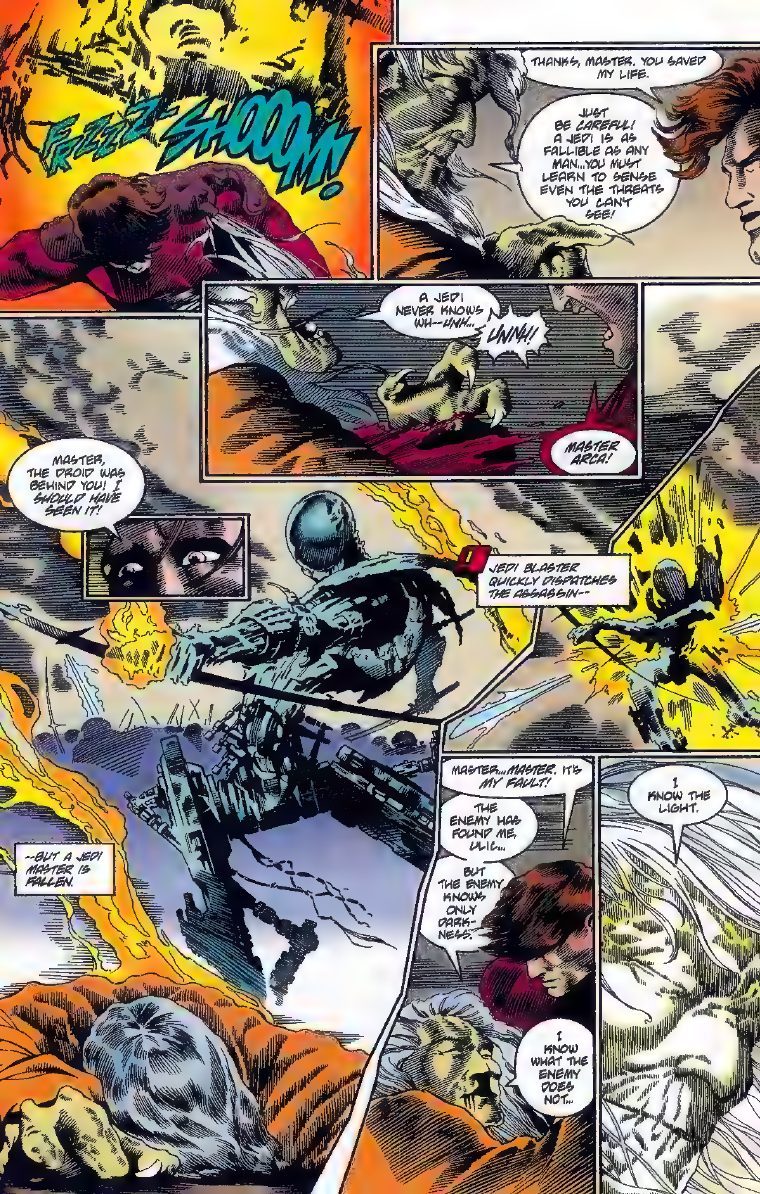 FRZZZZ-SHOOOM!
THANKS, MASTER. YOU SAVED
MY LIFE.
JUST
BE CAREFUL!
A JEDI IS AS
FALLIBLE AS ANY
MAN...YOU MUST
LEARN TO SENSE
EVEN THE THREATS
YOU CAN'T
SEE!
A JEDI
NEVER KNOWS
WH--UNH...
UNNH!
MASTER
ARCA!
MASTER,
THE DROID WAS
BEHIND YOU! I
SHOULD HAVE
SEEN IT!
JEDI BLASTER
QUICKLY DISPATCHES
THE ASSASSIN--
--BUT A JEDI
MASTER IS
FALLEN.
MASTER...MASTER. IT'S
MY FAULT!
THE
ENEMY HAS
FOUND ME,
ULIC...
BUT
THE ENEMY
KNOWS
ONLY
DARK-
NESS.
I
KNOW
WHAT THE
ENEMY
DOES
NOT...
I
KNOW THE
LIGHT.